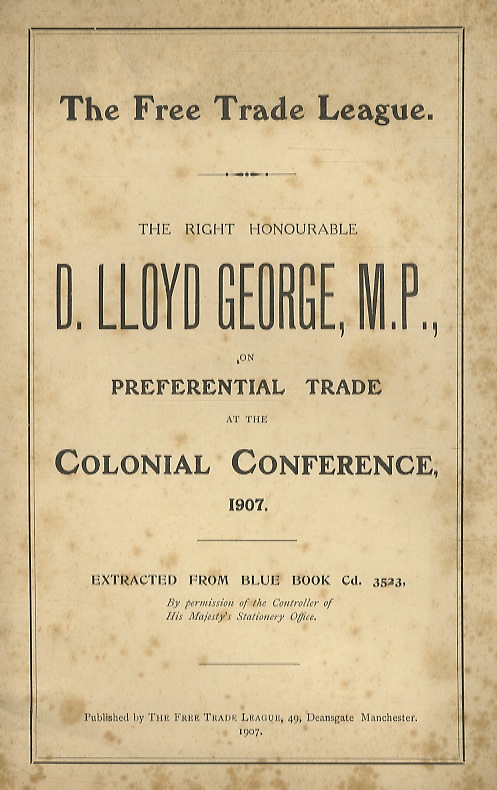 The Free Trade League.
THE RIGHT HONOURABLE
D. LLOYD GEORGE, M.P.,
ON
PREFERENTIAL TRADE
AT THE
COLONIAL CONFERENCE,
1907.
EXTRACTED FROM BLUE BOOK Cd. 3523,
By permission of the Controller of
His Majesty's Stationery Office.
Published by THE FREE TRADE LEAGUE, 49, Deansgate Manchester.
1907.